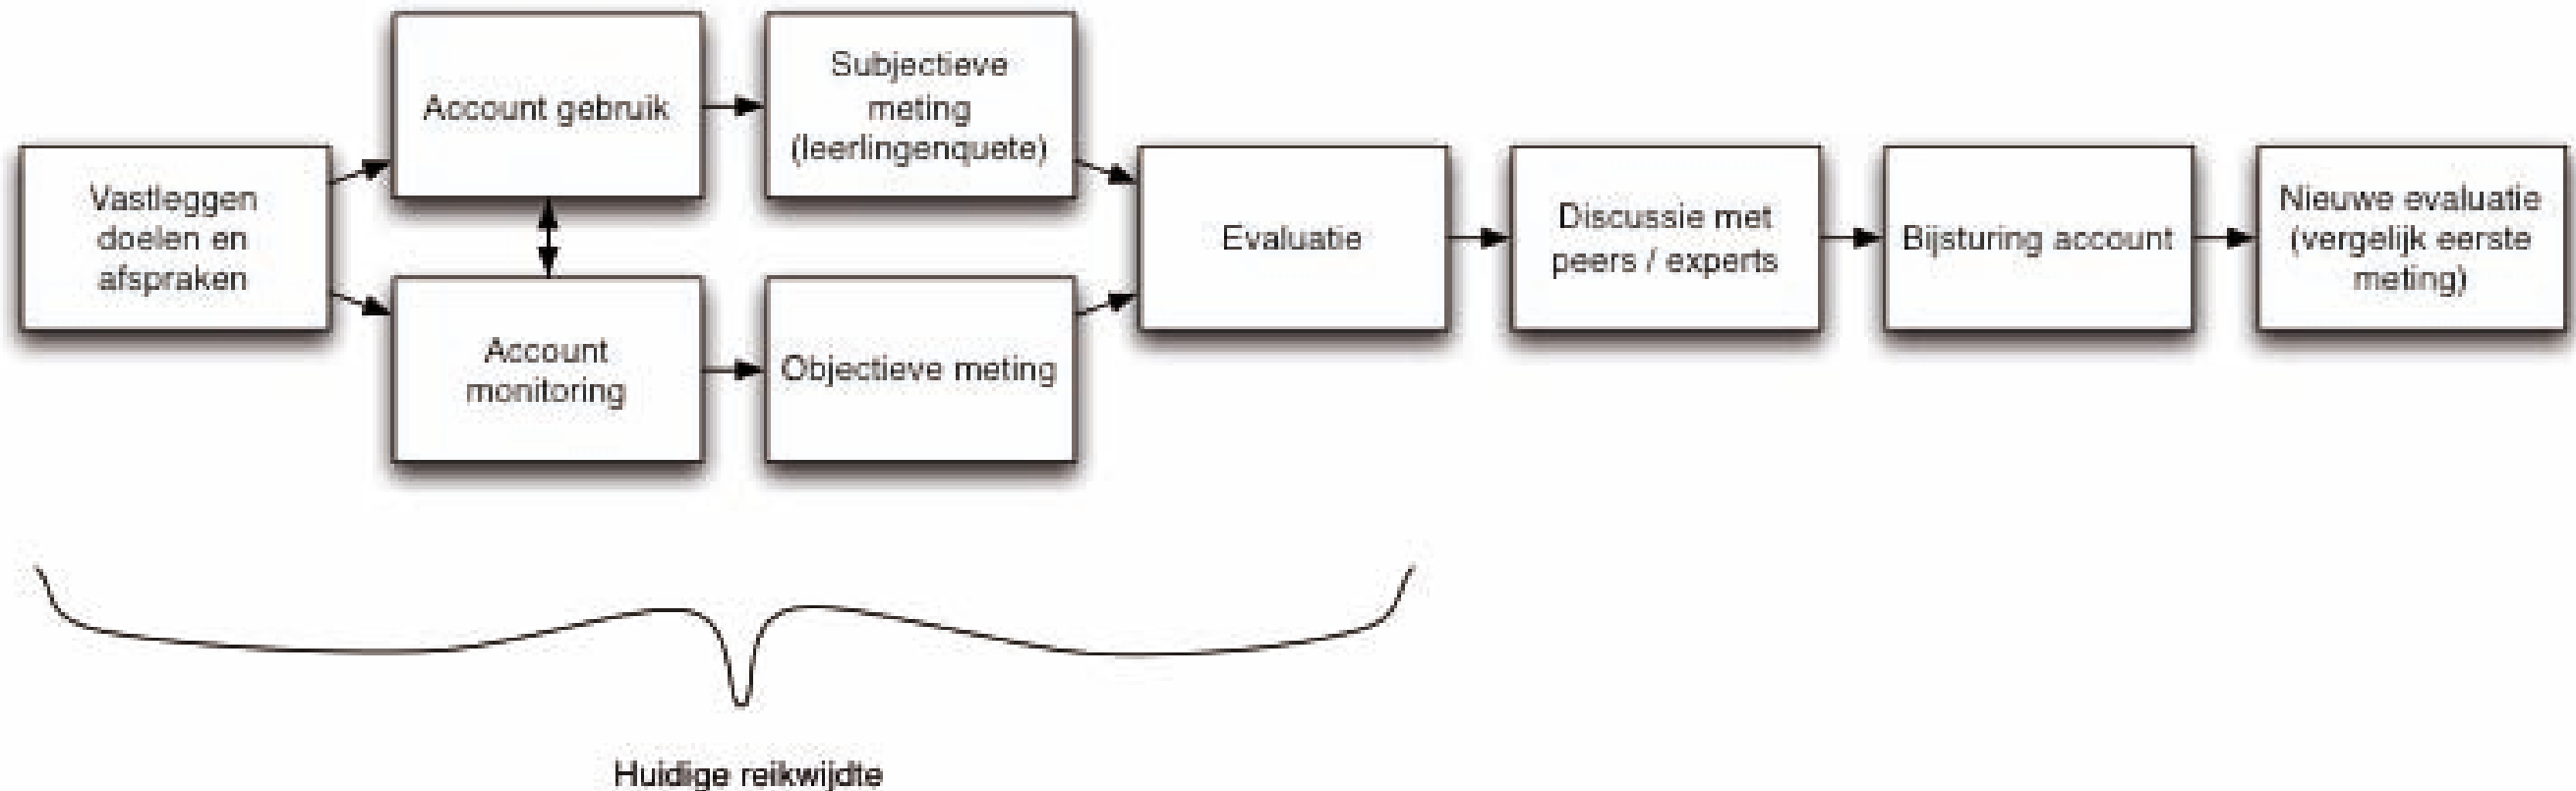 Vastleggen
doelen en
afspraken
Account gebruik
Account
monitoring
Subjectieve
meting
(leerlingenquete)
Objectieve meting
Evaluatie
Discussie met
peers / experts
Bijsturing account
Nieuwe evaluatie
(vergelijk eerste
meting)
Huidige reikwijdte